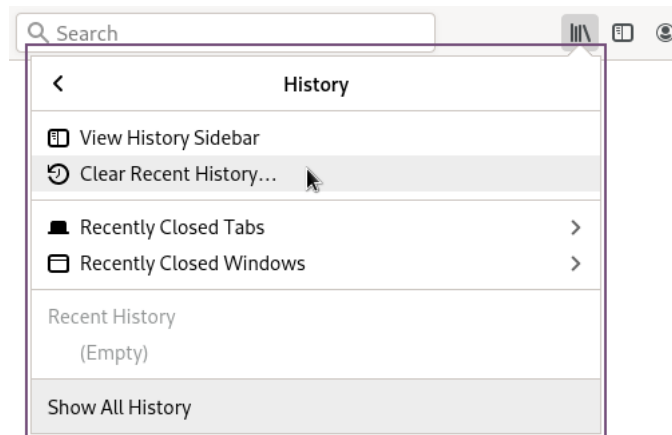 Search
History
View History Sidebar
Clear Recent History...
Recently Closed Tabs
Recently Closed Windows
Recent History
(Empty)
Show All History